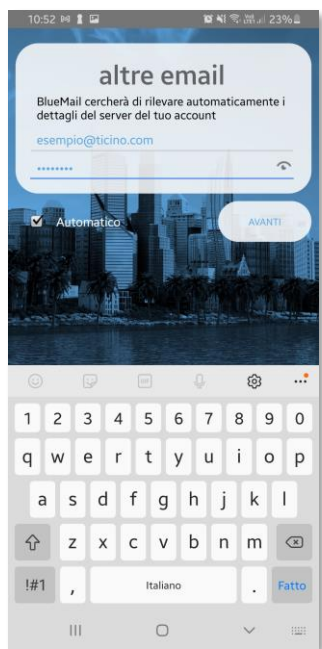 10:52 23%
altre email
BlueMail cercherà di rilevare automaticamente i
dettagli del server del tuo account
esempio@ticino.com
••••••••
Automatico
AVANTI
GIF
1 2 3 4 5 6 7 8 9 0
q w e r t y u i o p
a s d f g h j k l
z x c v b n m
!#1 , Italiano . Fatto